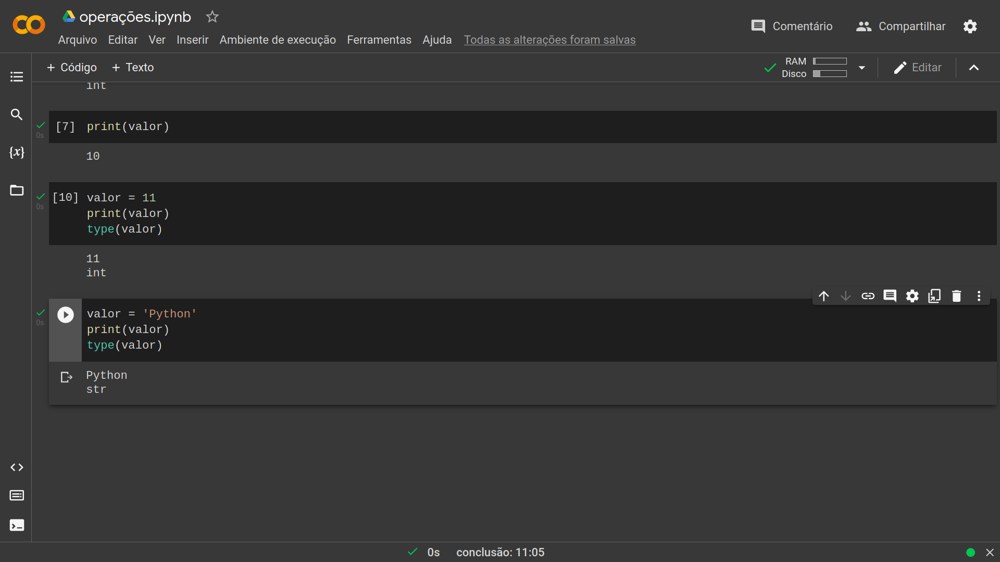 operações.ipynb
Comentário
Compartilhar
Arquivo Editar Ver Inserir Ambiente de execução Ferramentas Ajuda Todas as alterações foram salvas
+ Código + Texto
RAM
Disco
Editar
int
{x}
[7] print(valor)
0s
10
[10] valor = 11
0s
print(valor)
type(valor)
11
int
valor = 'Python'
0s
print(valor)
type(valor)
Python
str
0s conclusão: 11:05